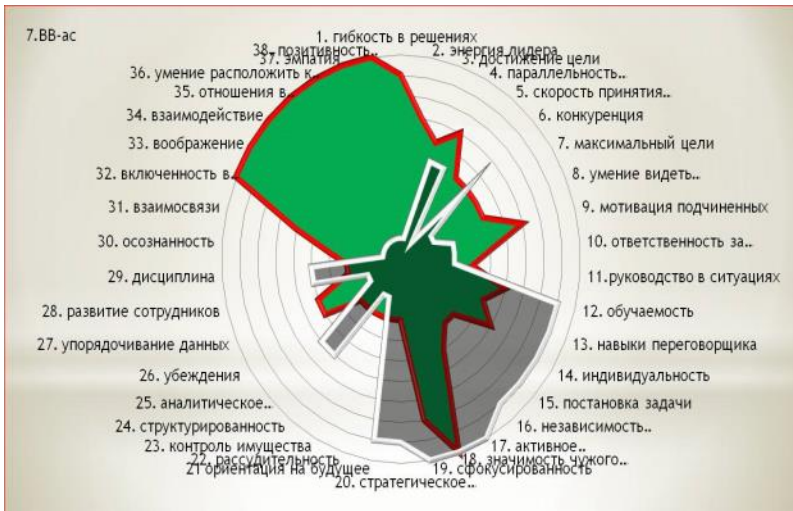 7.ВВ-ас
1. гибкость в решениях
2. энергия лидера
3. достижение цели
4. параллельность..
5. скорость принятия..
6. конкуренция
7. максимальный цели
8. умение видеть..
9. мотивация подчиненных
10. ответственность за..
11.руководство в ситуациях
12. обучаемость
13. навыки переговорщика
14. индивидуальность
15. постановка задачи
16. независимость..
17. активное..
18. значимость чужого..
19. сфокусированность
20. стратегическое..
21 ориентация на будущее
22. рассудительность
23. контроль имущества
24. структурированность
25. аналитическое..
26. убеждения
27. упорядочивание данных
28. развитие сотрудников
29. дисциплина
30. осознанность
31. взаимосвязи
32. включенность в..
33. воображение
34. взаимодействие
35. отношения в..
36. умение расположить к..
37. эмпатия
38. позитивность..